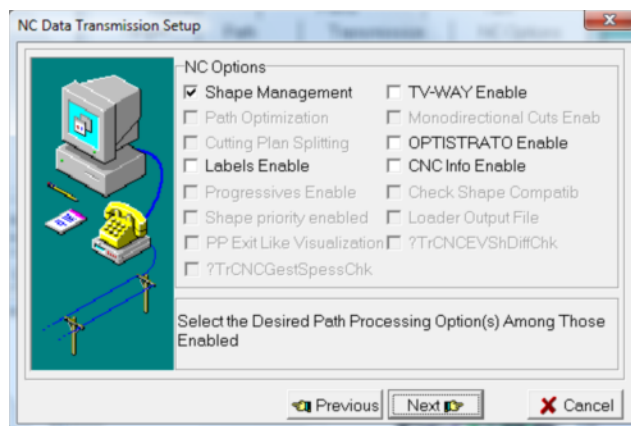 NC Data Transmission Setup
NC Options
Shape Management
TV-WAY Enable
Path Optimization
Monodirectional Cuts Enab
Cutting Plan Splitting
OPTISTRATO Enable
Labels Enable
CNC Info Enable
Progressives Enable
Check Shape Compatib
Shape priority enabled
Loader Output File
PP Exit Like Visualization
?TrCNCEVShDiffChk
?TrCNCGestSpessChk
Select the Desired Path Processing Option(s) Among Those
Enabled
Previous
Next
Cancel